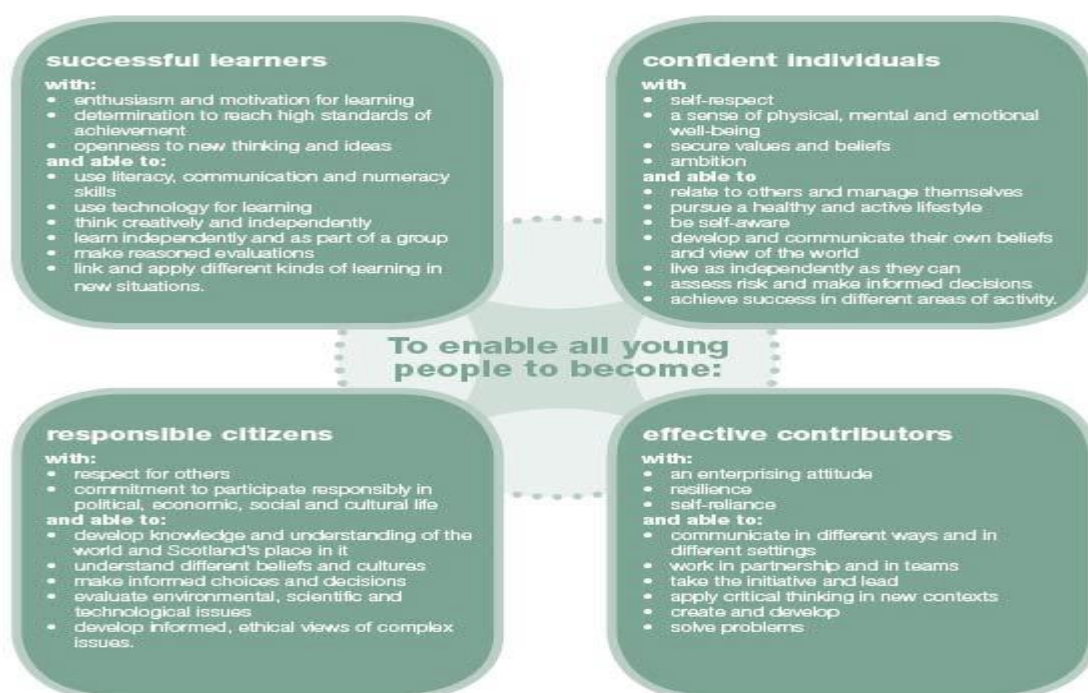 successful learners
with:
• enthusiasm and motivation for learning
• determination to reach high standards of
achievement
• openness to new thinking and ideas
and able to:
• use literacy, communication and numeracy
skills
• use technology for learning
• think creatively and independently
• learn independently and as part of a group
• make reasoned evaluations
• link and apply different kinds of learning in
new situations.
confident individuals
with
• self-respect
• a sense of physical, mental and emotional
well-being
• secure values and beliefs
• ambition
and able to
• relate to others and manage themselves
• pursue a healthy and active lifestyle
• be self-aware
• develop and communicate their own beliefs
and view of the world
• live as independently as they can
• assess risk and make informed decisions
• achieve success in different areas of activity.
To enable all young
people to become:
responsible citizens
with:
• respect for others
• commitment to participate responsibly in
political, economic, social and cultural life
and able to:
• develop knowledge and understanding of the
world and Scotland's place in it
• understand different beliefs and cultures
• make informed choices and decisions
• evaluate environmental, scientific and
technological issues
• develop informed, ethical views of complex
issues.
effective contributors
with:
• an enterprising attitude
• resilience
• self-reliance
and able to:
• communicate in different ways and in
different settings
• work in partnership and in teams
• take the initiative and lead
• apply critical thinking in new contexts
• create and develop
• solve problems